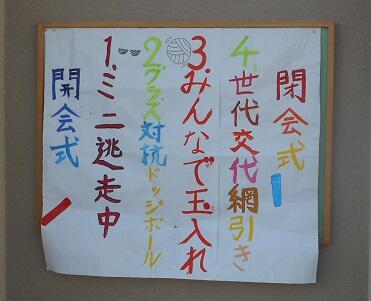 開会式
1.ミニ逃走中
2.クラス対抗ドッジボール
3.みんなで玉入れ
4.世代交代綱引き
閉会式